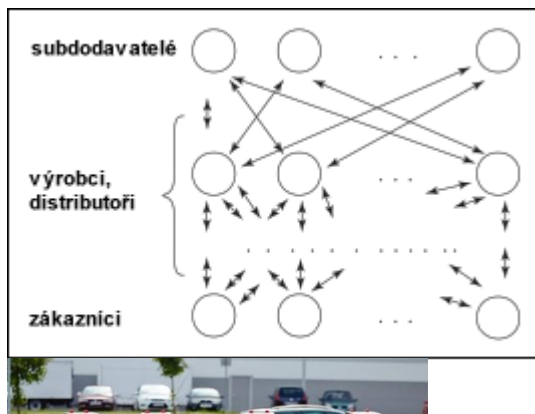 subdodavatelé
výrobci,
distributoři
zákazníci